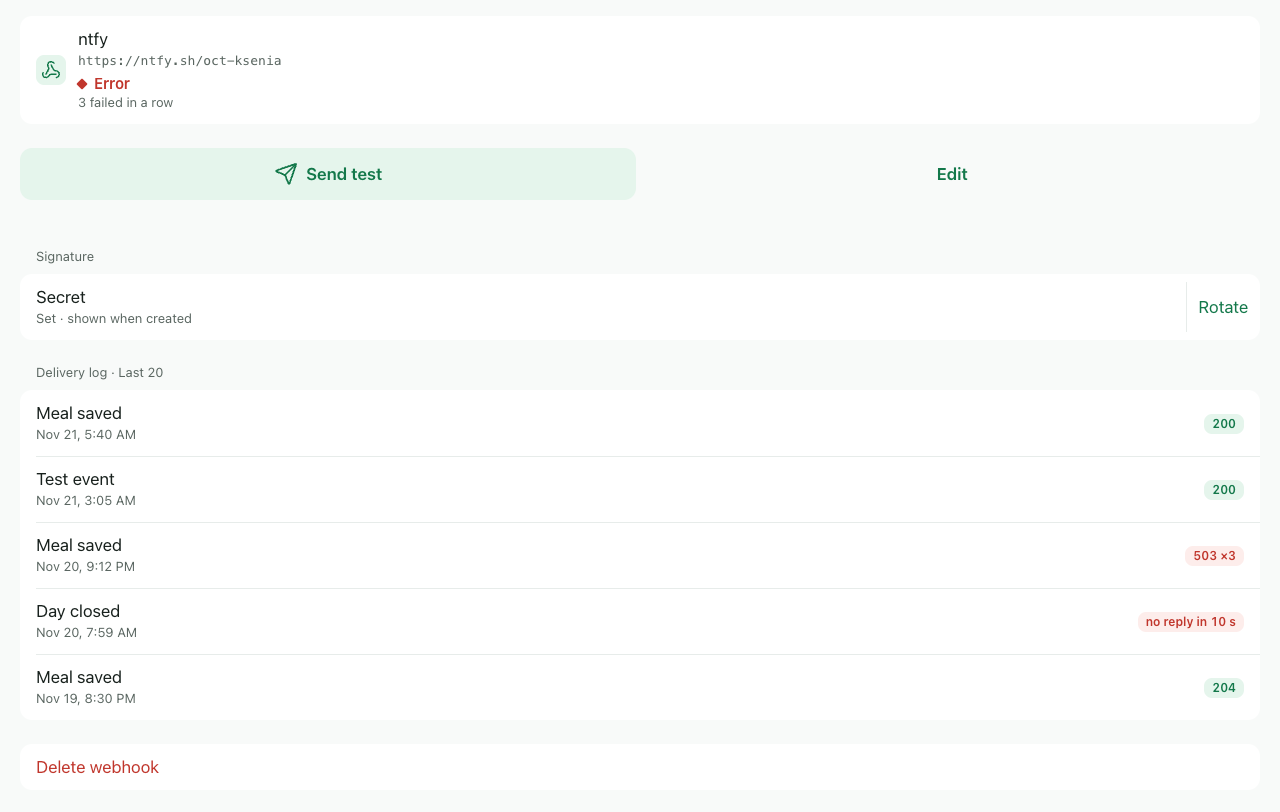 ntfy
https://ntfy.sh/oct-ksenia
Error
3 failed in a row
Send test
Edit
Signature
Secret
Set · shown when created
Rotate
Delivery log · Last 20
Meal saved
Nov 21, 5:40 AM
200
Test event
Nov 21, 3:05 AM
200
Meal saved
Nov 20, 9:12 PM
503 ×3
Day closed
Nov 20, 7:59 AM
no reply in 10 s
Meal saved
Nov 19, 8:30 PM
204
Delete webhook